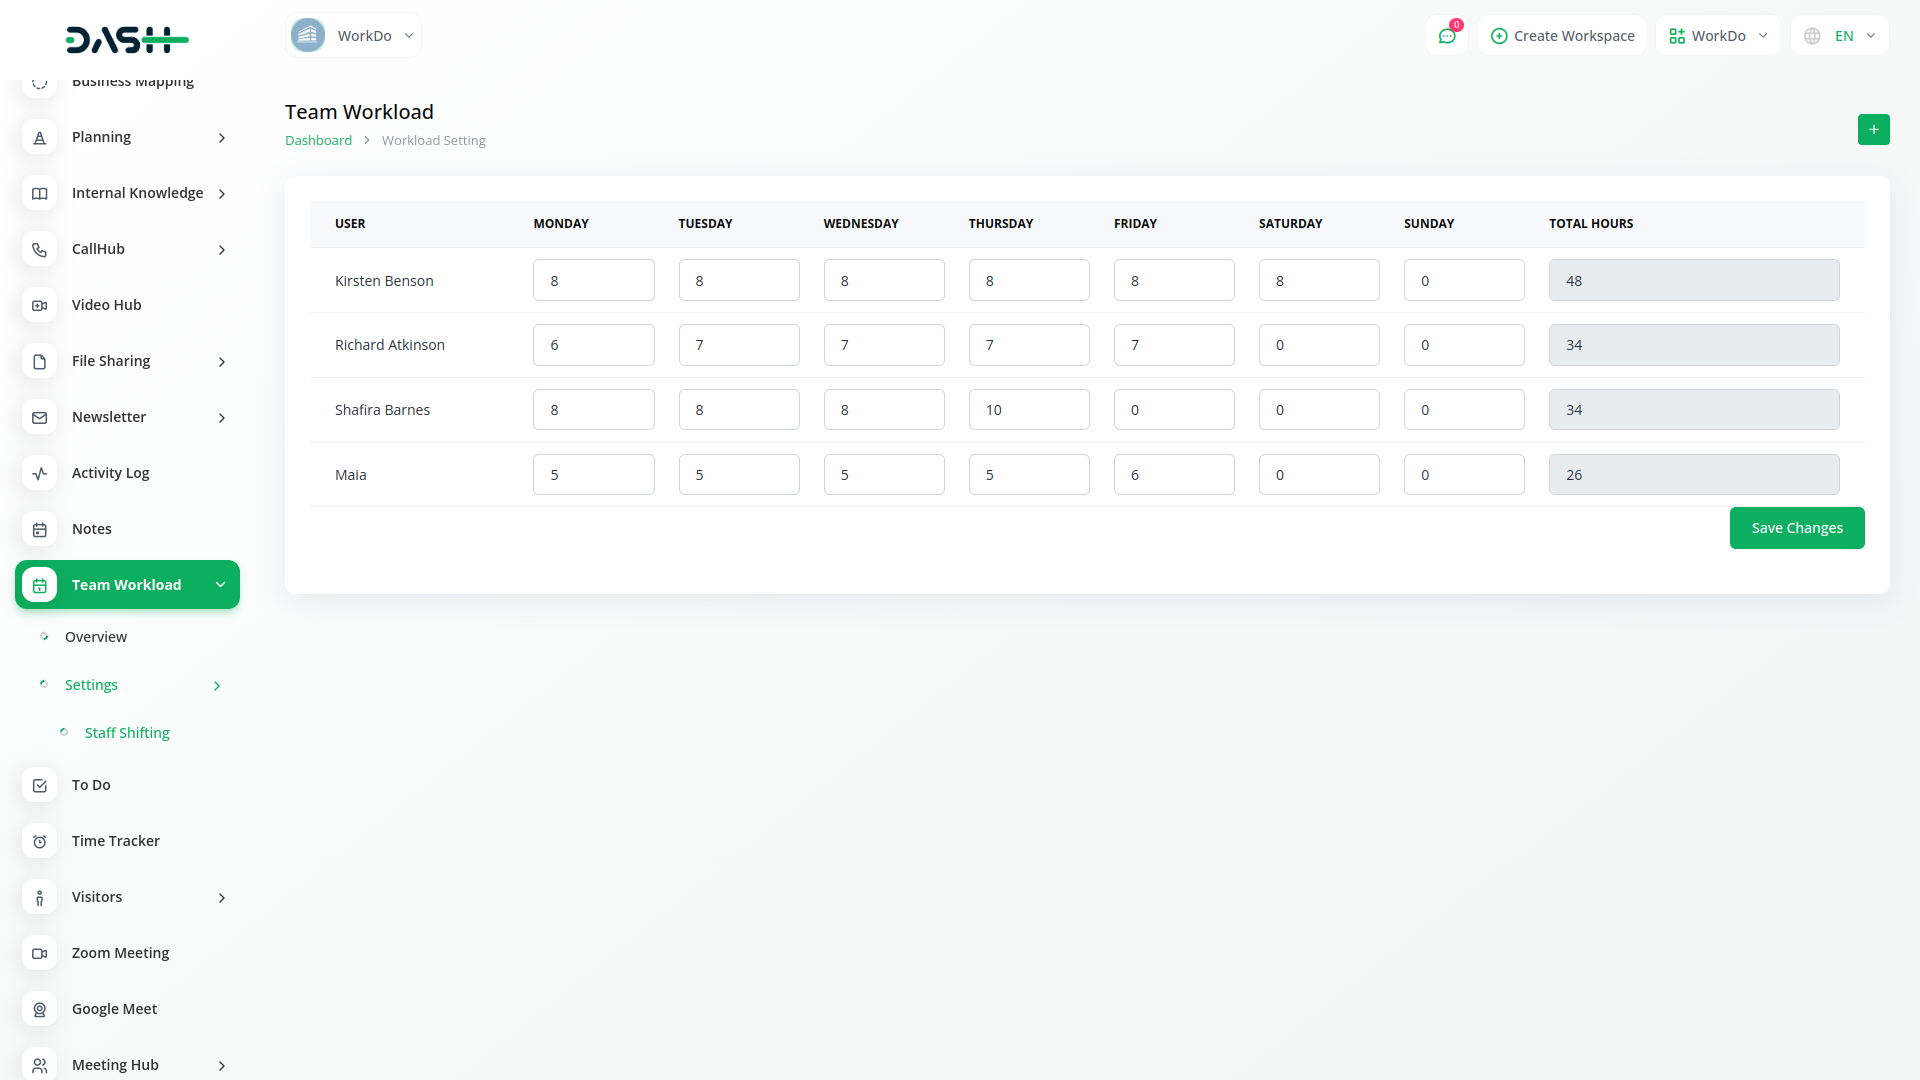 DASH
WorkDo
0
Create Workspace
WorkDo
EN
Business Mapping
Planning
Internal Knowledge
CallHub
Video Hub
File Sharing
Newsletter
Activity Log
Notes
Team Workload
Overview
Settings
Staff Shifting
To Do
Time Tracker
Visitors
Zoom Meeting
Google Meet
Meeting Hub
Team Workload
Dashboard > Workload Setting
+
USER MONDAY TUESDAY WEDNESDAY THURSDAY FRIDAY SATURDAY SUNDAY TOTAL HOURS
Kirsten Benson 8 8 8 8 8 8 0 48
Richard Atkinson 6 7 7 7 7 0 0 34
Shafira Barnes 8 8 8 10 0 0 0 34
Maia 5 5 5 5 6 0 0 26
Save Changes